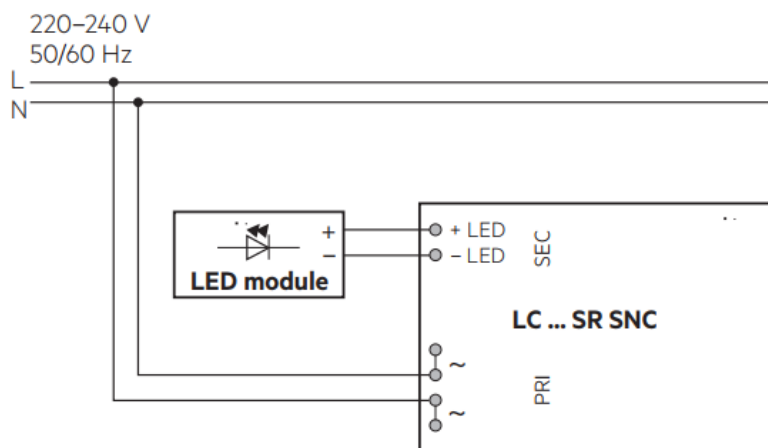 220–240 V
50/60 Hz
L
N
+
–
LED module
+ LED
– LED
SEC
LC ... SR SNC
~
~
PRI